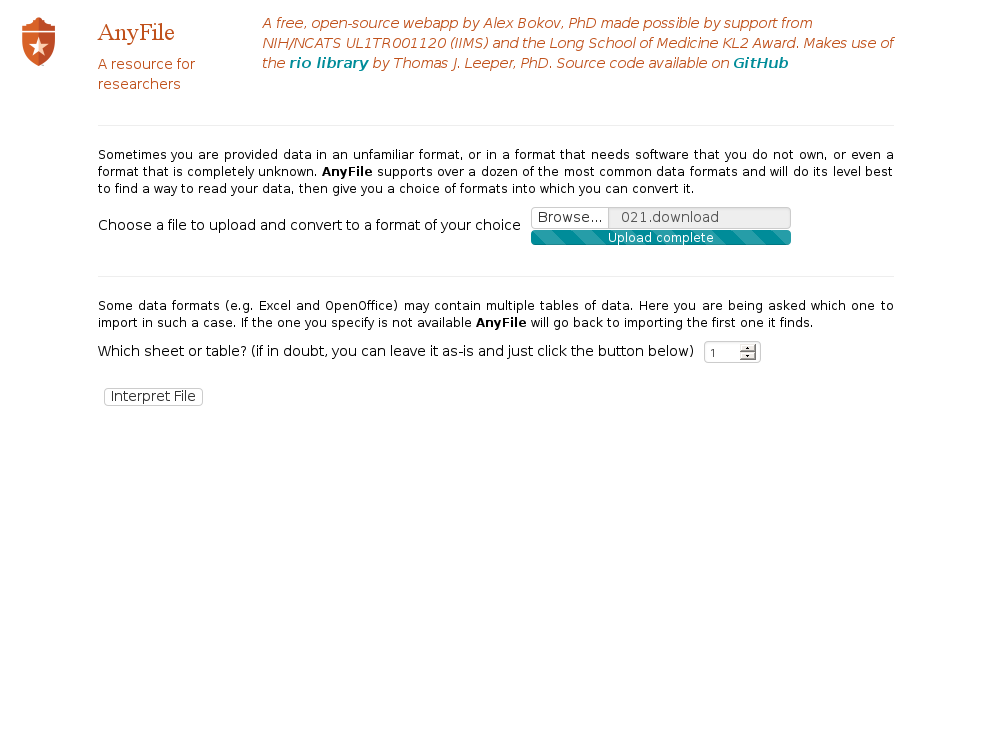 AnyFile
A resource for
researchers
A free, open-source webapp by Alex Bokov, PhD made possible by support from
NIH/NCATS UL1TR001120 (IIMS) and the Long School of Medicine KL2 Award. Makes use of
the rio library by Thomas J. Leeper, PhD. Source code available on GitHub
Sometimes you are provided data in an unfamiliar format, or in a format that needs software that you do not own, or even a
format that is completely unknown. AnyFile supports over a dozen of the most common data formats and will do its level best
to find a way to read your data, then give you a choice of formats into which you can convert it.
Choose a file to upload and convert to a format of your choice
Browse... 021.download
Upload complete
Some data formats (e.g. Excel and OpenOffice) may contain multiple tables of data. Here you are being asked which one to
import in such a case. If the one you specify is not available AnyFile will go back to importing the first one it finds.
Which sheet or table? (if in doubt, you can leave it as-is and just click the button below) 1
Interpret File